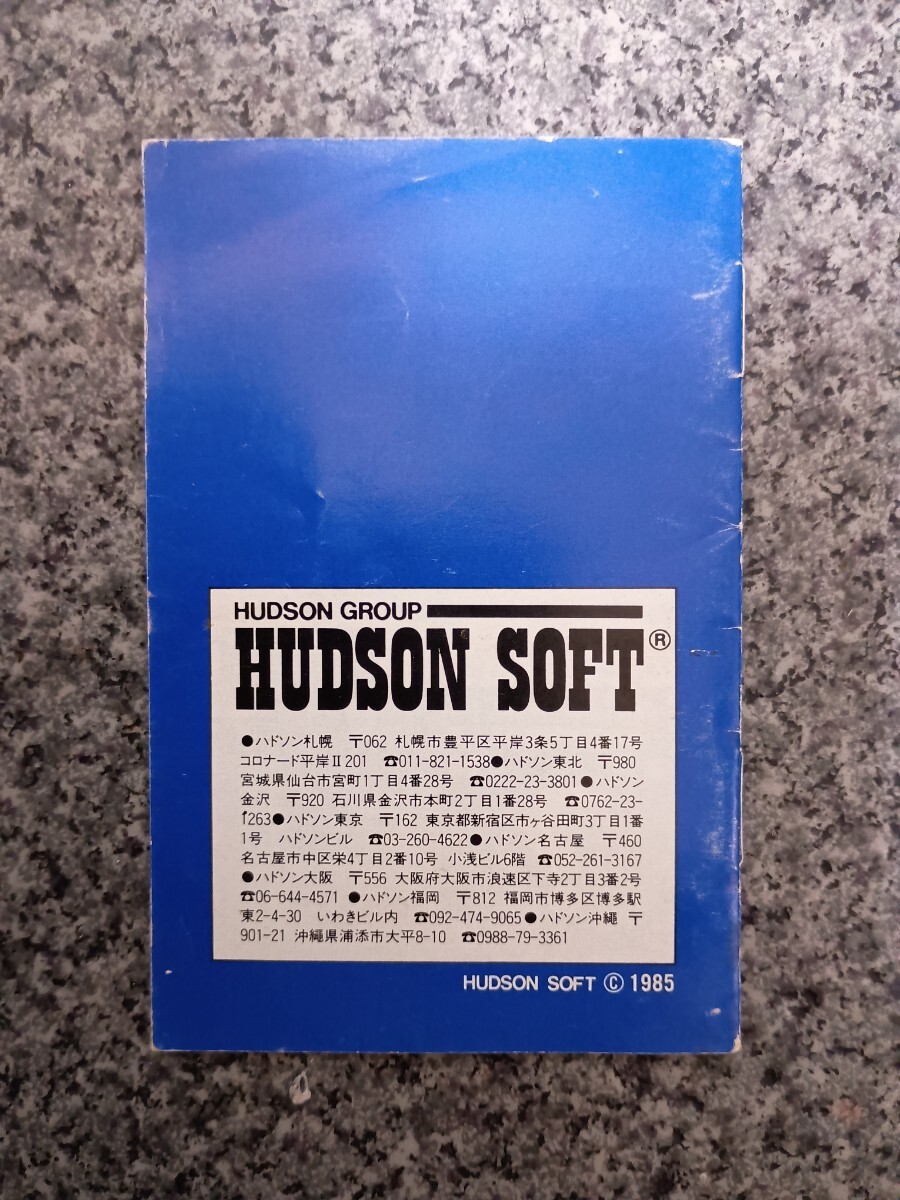 HUDSON GROUP
HUDSON SOFT®
●ハドソン札幌 〒062 札幌市豊平区平岸3条5丁目4番17号
コロナード平岸II 201 ☎011-821-1538●ハドソン東北 〒980
宮城県仙台市宮町1丁目4番28号 ☎0222-23-3801●ハドソン
金沢 〒920 石川県金沢市本町2丁目1番28号 ☎0762-23-
1263●ハドソン東京 〒162 東京都新宿区市ヶ谷田町3丁目1番
1号 ハドソンビル ☎03-260-4622●ハドソン名古屋 〒460
名古屋市中区栄4丁目2番10号 小浅ビル6階 ☎052-261-3167
●ハドソン大阪 〒556 大阪府大阪市浪速区下寺2丁目3番2号
☎06-644-4571 ●ハドソン福岡 〒812 福岡市博多区博多駅
東2-4-30 いわきビル内 ☎092-474-9065●ハドソン沖縄 〒
901-21 沖縄県浦添市大平8-10 ☎0988-79-3361
HUDSON SOFT © 1985